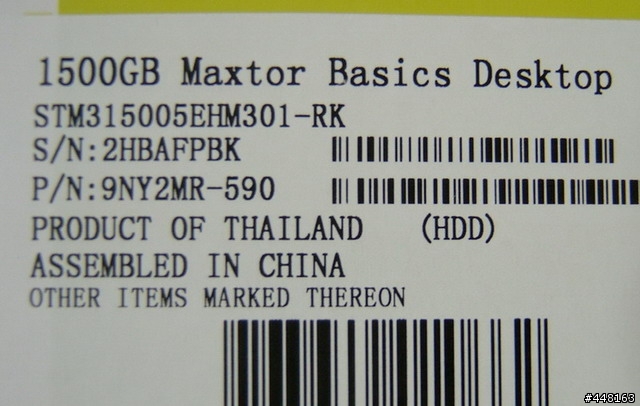 1500GB Maxtor Basics Desktop
STM315005EHM301-RK
S/N:2HBAFPBK
P/N:9NY2MR-590
PRODUCT OF THAILAND (HDD)
ASSEMBLED IN CHINA
OTHER ITEMS MARKED THEREON
#448163